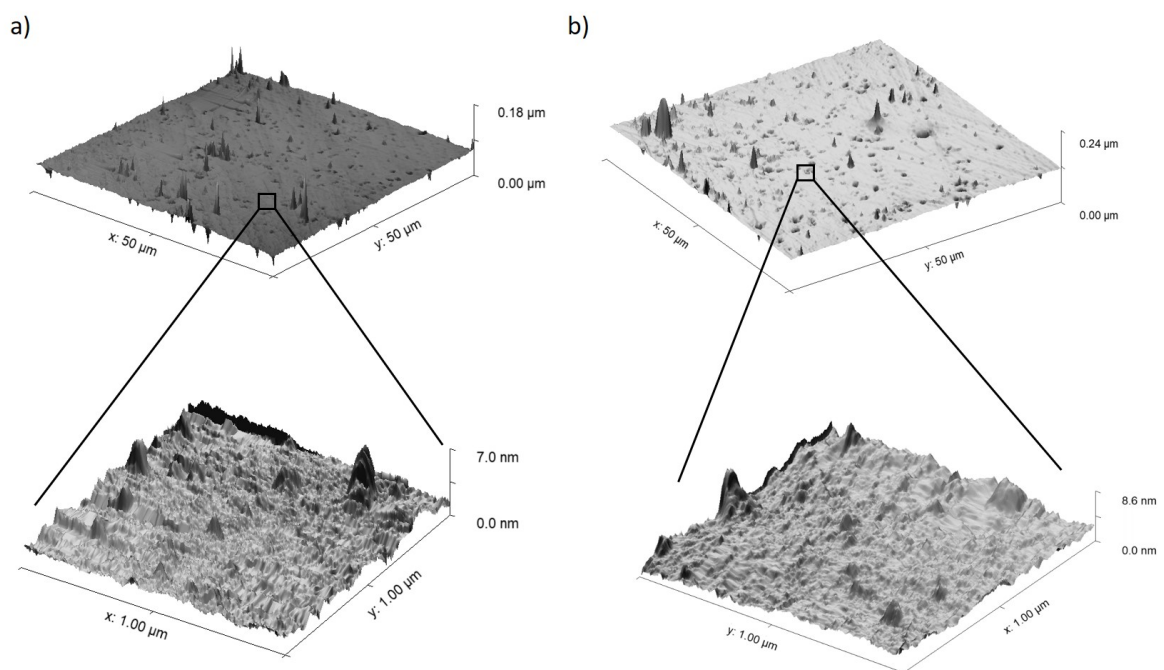 a)
0.18 µm
0.00 µm
x: 50 µm
y: 50 µm
7.0 nm
0.0 nm
x: 1.00 µm
y: 1.00 µm
b)
0.24 µm
0.00 µm
x: 50 µm
y: 50 µm
8.6 nm
0.0 nm
y: 1.00 µm
x: 1.00 µm